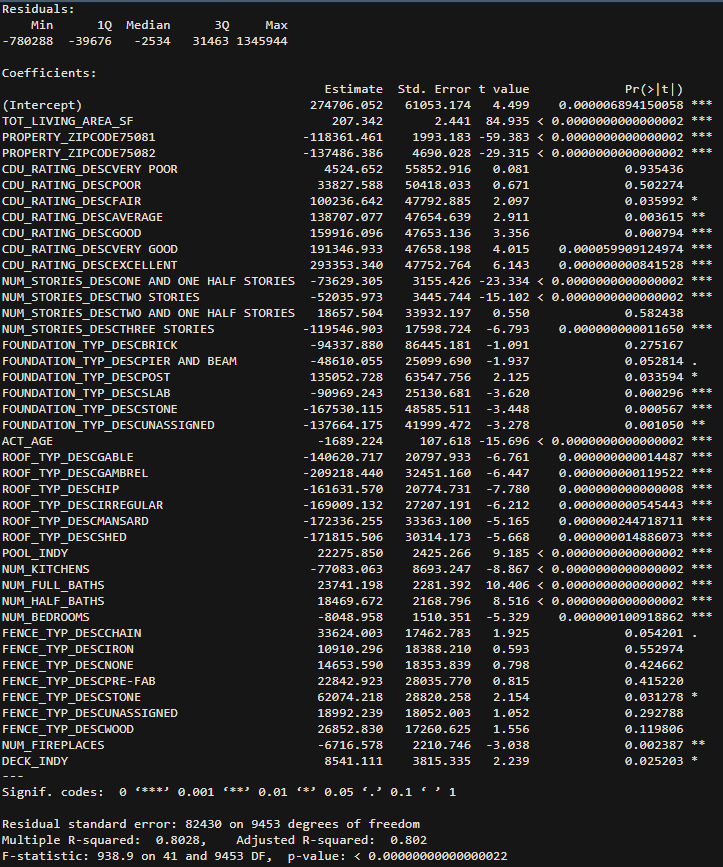 Residuals:
    Min      1Q  Median      3Q     Max
-780288  -39676   -2534   31463 1345944

Coefficients:
                                         Estimate Std. Error t value             Pr(>|t|)
(Intercept)                            274706.052  61053.174   4.499       0.000006894150058 ***
TOT_LIVING_AREA_SF                        207.342      2.441  84.935 < 0.0000000000000002 ***
PROPERTY_ZIPCODE75081                 -118361.461   1993.183 -59.383 < 0.0000000000000002 ***
PROPERTY_ZIPCODE75082                 -137486.386   4690.028 -29.315 < 0.0000000000000002 ***
CDU_RATING_DESCVERY POOR                 4524.652  55852.916   0.081             0.935436
CDU_RATING_DESCPOOR                     33827.588  50418.033   0.671             0.502274
CDU_RATING_DESCFAIR                    100236.642  47792.885   2.097             0.035992 *
CDU_RATING_DESCAVERAGE                 138707.077  47654.639   2.911             0.003615 **
CDU_RATING_DESCGOOD                    159916.096  47653.136   3.356             0.000794 ***
CDU_RATING_DESCVERY GOOD               191346.933  47658.198   4.015    0.000059909124974 ***
CDU_RATING_DESCEXCELLENT               293353.340  47752.764   6.143    0.000000000841528 ***
NUM_STORIES_DESCONE AND ONE HALF STORIES -73629.305   3155.426 -23.334 < 0.0000000000000002 ***
NUM_STORIES_DESCTWO STORIES            -52035.973   3445.744 -15.102 < 0.0000000000000002 ***
NUM_STORIES_DESCTWO AND ONE HALF STORIES  18657.504  33932.197   0.550             0.582438
NUM_STORIES_DESCTHREE STORIES         -119546.903  17598.724  -6.793    0.000000000011650 ***
FOUNDATION_TYP_DESCBRICK               -94337.880  86445.181  -1.091             0.275167
FOUNDATION_TYP_DESCPIER AND BEAM       -48610.055  25099.690  -1.937             0.052814 .
FOUNDATION_TYP_DESCPOST                135052.728  63547.756   2.125             0.033594 *
FOUNDATION_TYP_DESCSLAB                -90969.243  25130.681  -3.620             0.000296 ***
FOUNDATION_TYP_DESCSTONE              -167530.115  48585.511  -3.448             0.000567 ***
FOUNDATION_TYP_DESCUNASSIGNED         -137664.175  41999.472  -3.278             0.001050 **
ACT_AGE                                 -1689.224    107.618 -15.696 < 0.0000000000000002 ***
ROOF_TYP_DESCGABLE                    -140620.717  20797.933  -6.761    0.000000000014487 ***
ROOF_TYP_DESCGAMBREL                  -209218.440  32451.160  -6.447    0.000000000119522 ***
ROOF_TYP_DESCHIP                      -161631.570  20774.731  -7.780    0.000000000000008 ***
ROOF_TYP_DESCIRREGULAR                -169009.132  27207.191  -6.212    0.000000000545443 ***
ROOF_TYP_DESCMANSARD                  -172336.255  33363.100  -5.165    0.000000244718711 ***
ROOF_TYP_DESCSHED                     -171815.506  30314.173  -5.668    0.000000014886073 ***
POOL_INDY                               22275.850   2425.266   9.185 < 0.0000000000000002 ***
NUM_KITCHENS                           -77083.063   8693.247  -8.867 < 0.0000000000000002 ***
NUM_FULL_BATHS                          23741.198   2281.392  10.406 < 0.0000000000000002 ***
NUM_HALF_BATHS                          18469.672   2168.796   8.516 < 0.0000000000000002 ***
NUM_BEDROOMS                            -8048.958   1510.351  -5.329    0.000000100918862 ***
FENCE_TYP_DESCCHAIN                     33624.003  17462.783   1.925             0.054201 .
FENCE_TYP_DESCIRON                      10910.296  18388.210   0.593             0.552974
FENCE_TYP_DESCNONE                      14653.590  18353.839   0.798             0.424662
FENCE_TYP_DESCPRE-FAB                   22842.923  28035.770   0.815             0.415220
FENCE_TYP_DESCSTONE                     62074.218  28820.258   2.154             0.031278 *
FENCE_TYP_DESCUNASSIGNED                18992.239  18052.003   1.052             0.292788
FENCE_TYP_DESCWOOD                      26852.830  17260.625   1.556             0.119806
NUM_FIREPLACES                          -6716.578   2210.746  -3.038             0.002387 **
DECK_INDY                                8541.111   3815.335   2.239             0.025203 *
---
Signif. codes:  0 ‘***’ 0.001 ‘**’ 0.01 ‘*’ 0.05 ‘.’ 0.1 ‘ ’ 1

Residual standard error: 82430 on 9453 degrees of freedom
Multiple R-squared:  0.8028,    Adjusted R-squared:  0.802
F-statistic: 938.9 on 41 and 9453 DF,  p-value: < 0.00000000000000022